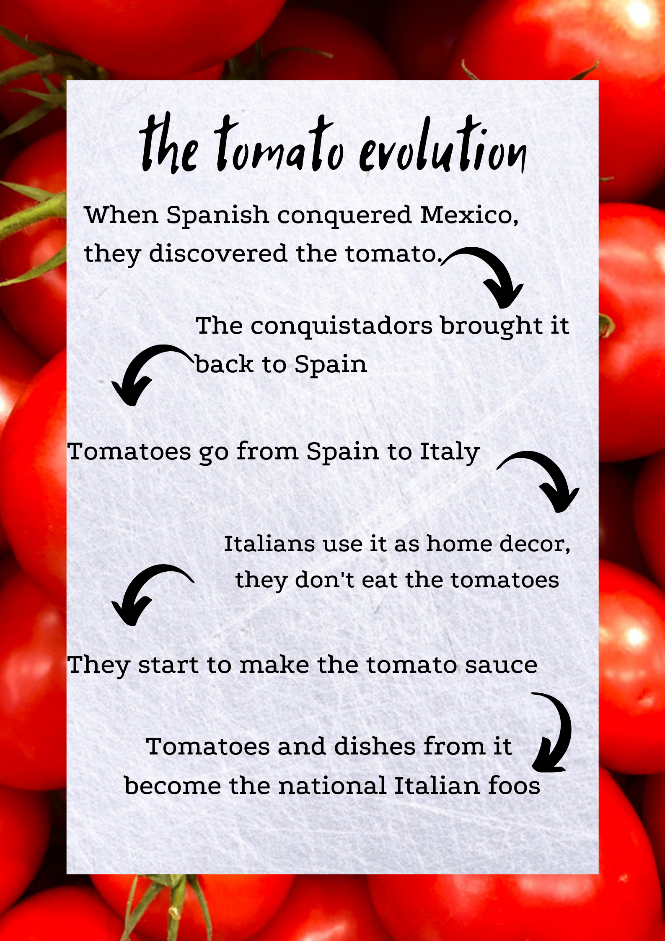 the tomato evolution
When Spanish conquered Mexico,
they discovered the tomato.
The conquistadors brought it
back to Spain
Tomatoes go from Spain to Italy
Italians use it as home decor,
they don't eat the tomatoes
They start to make the tomato sauce
Tomatoes and dishes from it
become the national Italian foos